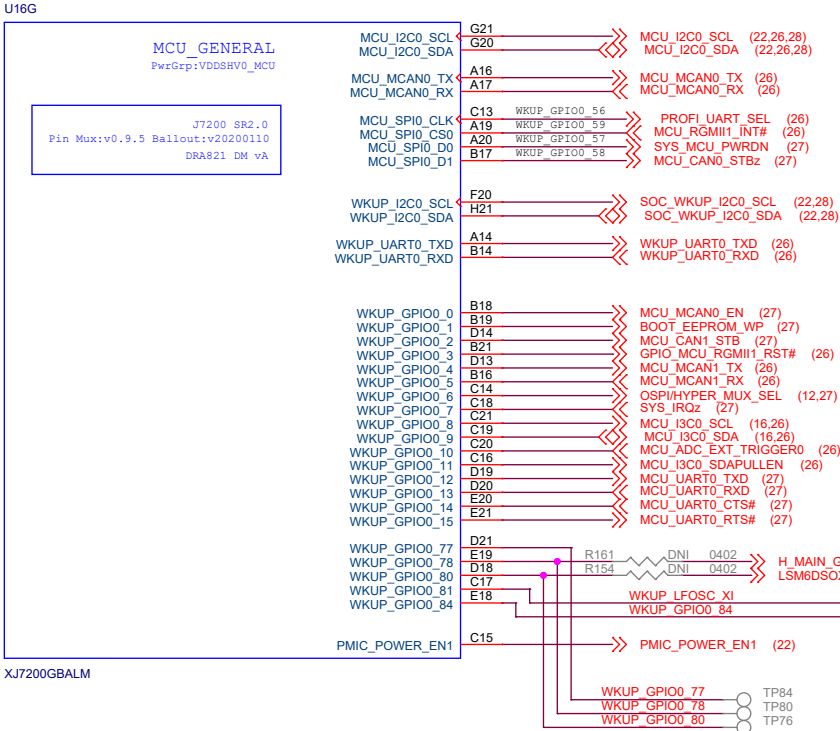 U16G
MCU_GENERAL
PwrGrp:VDDSHV0_MCU
J7200 SR2.0
Pin Mux:v0.9.5 Ballout:v20200110
DRA821 DM vA
MCU_I2C0_SCL G21 MCU_I2C0_SCL (22,26,28)
MCU_I2C0_SDA G20 MCU_I2C0_SDA (22,26,28)
MCU_MCAN0_TX A16 MCU_MCAN0_TX (26)
MCU_MCAN0_RX A17 MCU_MCAN0_RX (26)
MCU_SPI0_CLK C13 WKUP_GPIO0_56 PROFI_UART_SEL (26)
MCU_SPI0_CS0 A19 WKUP_GPIO0_59 MCU_RGMII1_INT# (26)
MCU_SPI0_D0 A20 WKUP_GPIO0_57 SYS_MCU_PWRDN (27)
MCU_SPI0_D1 B17 WKUP_GPIO0_58 MCU_CAN0_STBz (27)
WKUP_I2C0_SCL F20 SOC_WKUP_I2C0_SCL (22,28)
WKUP_I2C0_SDA H21 SOC_WKUP_I2C0_SDA (22,28)
WKUP_UART0_TXD A14 WKUP_UART0_TXD (26)
WKUP_UART0_RXD B14 WKUP_UART0_RXD (26)
WKUP_GPIO0_0 B18 MCU_MCAN0_EN (27)
WKUP_GPIO0_1 B19 BOOT_EEPROM_WP (27)
WKUP_GPIO0_2 D14 MCU_CAN1_STB (27)
WKUP_GPIO0_3 B21 GPIO_MCU_RGMII1_RST# (26)
WKUP_GPIO0_4 D13 MCU_MCAN1_TX (26)
WKUP_GPIO0_5 B16 MCU_MCAN1_RX (26)
WKUP_GPIO0_6 C14 OSPI/HYPER_MUX_SEL (12,27)
WKUP_GPIO0_7 C18 SYS_IRQz (27)
WKUP_GPIO0_8 C21 MCU_I3C0_SCL (16,26)
WKUP_GPIO0_9 C19 MCU_I3C0_SDA (16,26)
WKUP_GPIO0_10 C20 MCU_ADC_EXT_TRIGGER0 (26)
WKUP_GPIO0_11 C16 MCU_I3C0_SDAPULLEN (26)
WKUP_GPIO0_12 D19 MCU_UART0_TXD (27)
WKUP_GPIO0_13 D20 MCU_UART0_RXD (27)
WKUP_GPIO0_14 E20 MCU_UART0_CTS# (27)
WKUP_GPIO0_15 E21 MCU_UART0_RTS# (27)
WKUP_GPIO0_77 D21
WKUP_GPIO0_78 E19 R161 DNI 0402
WKUP_GPIO0_80 D18 R154 DNI 0402
WKUP_GPIO0_81 C17 WKUP_LFOSC_XI
WKUP_GPIO0_84 E18 WKUP_GPIO0_84
PMIC_POWER_EN1 C15 PMIC_POWER_EN1 (22)
XJ7200GBALM
WKUP_GPIO0_77 TP84
WKUP_GPIO0_78 TP80
WKUP_GPIO0_80 TP76